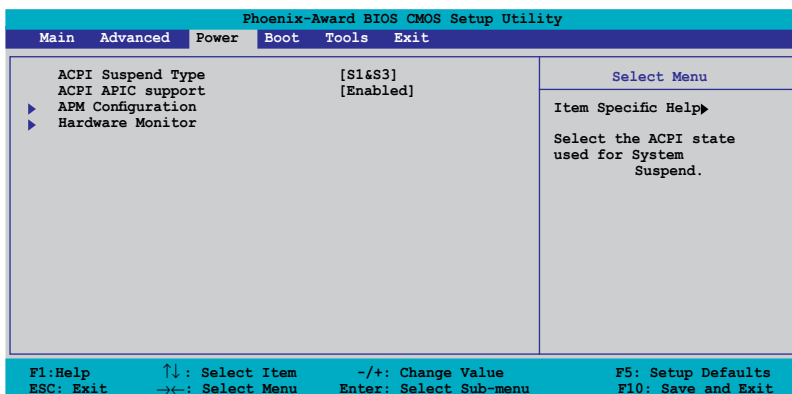 Phoenix-Award BIOS CMOS Setup Utility
Main Advanced Power Boot Tools Exit
ACPI Suspend Type [S1&S3]
ACPI APIC support [Enabled]
APM Configuration
Hardware Monitor
Select Menu
Item Specific Help
Select the ACPI state
used for System
Suspend.
F1:Help ↑↓: Select Item -/+: Change Value F5: Setup Defaults
ESC: Exit →←: Select Menu Enter: Select Sub-menu F10: Save and Exit